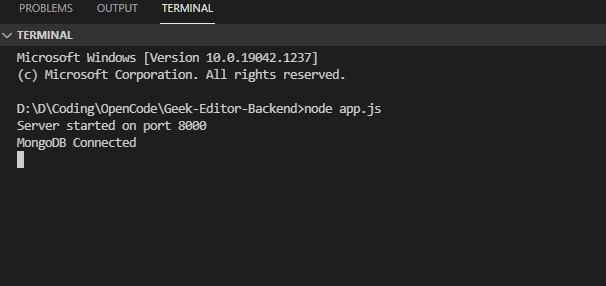 PROBLEMS OUTPUT TERMINAL
TERMINAL
Microsoft Windows [Version 10.0.19042.1237]
(c) Microsoft Corporation. All rights reserved.
D:\D\Coding\OpenCode\Geek-Editor-Backend>node app.js
Server started on port 8000
MongoDB Connected